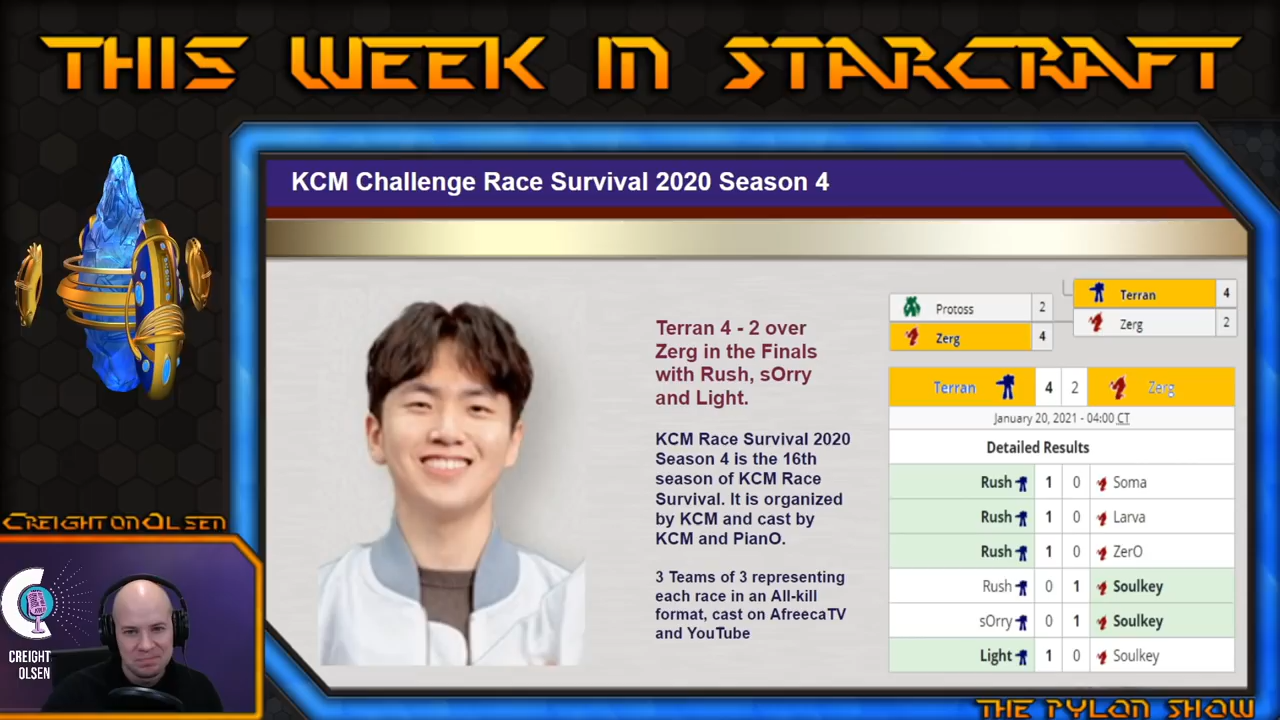 THIS WEEK IN STARCRAFT
KCM Challenge Race Survival 2020 Season 4
Terran 4 - 2 over
Zerg in the Finals
with Rush, sOrry
and Light.
KCM Race Survival 2020
Season 4 is the 16th
season of KCM Race
Survival. It is organized
by KCM and cast by
KCM and PianO.
3 Teams of 3 representing
each race in an All-kill
format, cast on AfreecaTV
and YouTube
Protoss 2
Zerg 4
Terran 4
Zerg 2
Terran 4 2 Zerg
January 20, 2021 - 04:00 CT
Detailed Results
Rush 1 0 Soma
Rush 1 0 Larva
Rush 1 0 ZerO
Rush 0 1 Soulkey
sOrry 0 1 Soulkey
Light 1 0 Soulkey
CreightonOlsen
CREIGHT
OLSEN
THE PYLON SHOW